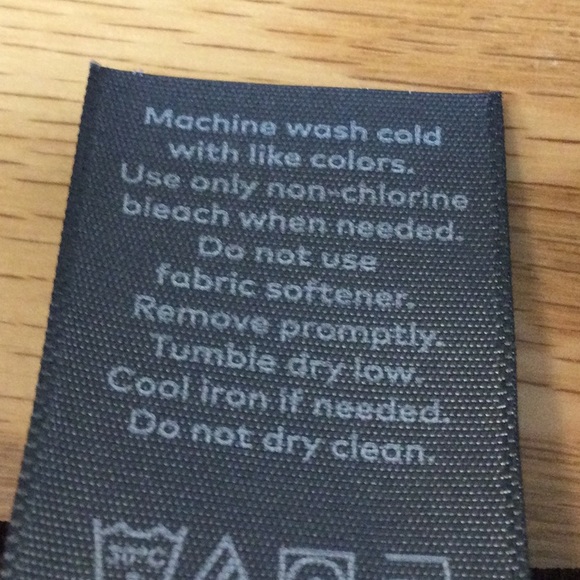 Machine wash cold
with like colors.
Use only non-chlorine
bleach when needed.
Do not use
fabric softener.
Remove promptly.
Tumble dry low.
Cool iron if needed.
Do not dry clean.
30°C